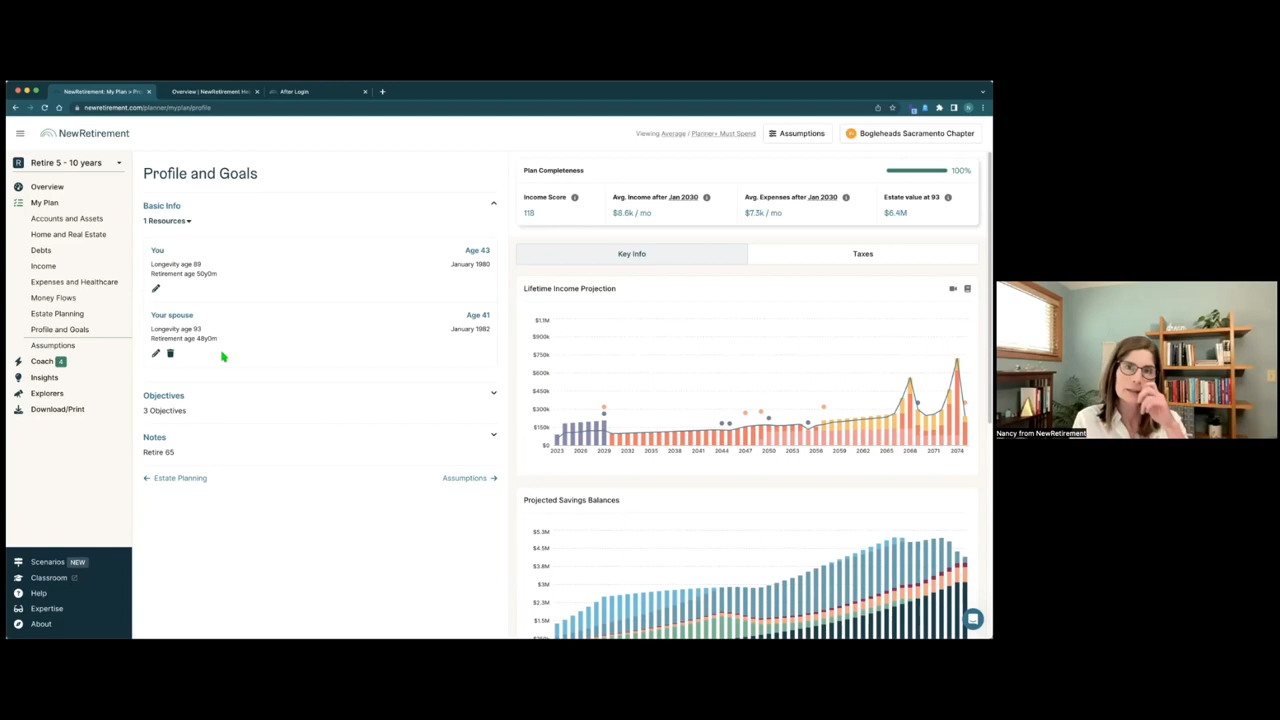 NewRetirement: My Plan > Pro
Overview | NewRetirement Hel
After Login
newretirement.com/planner/myplan/profile
NewRetirement
Viewing Average / Planner+ Must Spend
Assumptions
Bogleheads Sacramento Chapter
R Retire 5 - 10 years
Overview
My Plan
Accounts and Assets
Home and Real Estate
Debts
Income
Expenses and Healthcare
Money Flows
Estate Planning
Profile and Goals
Assumptions
Coach 4
Insights
Explorers
Download/Print
Scenarios NEW
Classroom
Help
Expertise
About
Profile and Goals
Basic Info
1 Resources
You Age 43
Longevity age 89 January 1980
Retirement age 50y0m
Your spouse Age 41
Longevity age 93 January 1982
Retirement age 48y0m
Objectives
3 Objectives
Notes
Retire 65
← Estate Planning Assumptions →
Plan Completeness 100%
Income Score Avg. Income after Jan 2030 Avg. Expenses after Jan 2030 Estate value at 93
118 $8.6k / mo $7.3k / mo $6.4M
Key Info Taxes
Lifetime Income Projection
$1.1M
$900k
$750k
$600k
$450k
$300k
$150k
$0
2023 2026 2029 2032 2035 2038 2041 2044 2047 2050 2053 2056 2059 2062 2065 2068 2071 2074
Projected Savings Balances
$5.3M
$4.5M
$3.8M
$3M
$2.3M
$1.5M
Nancy from NewRetirement